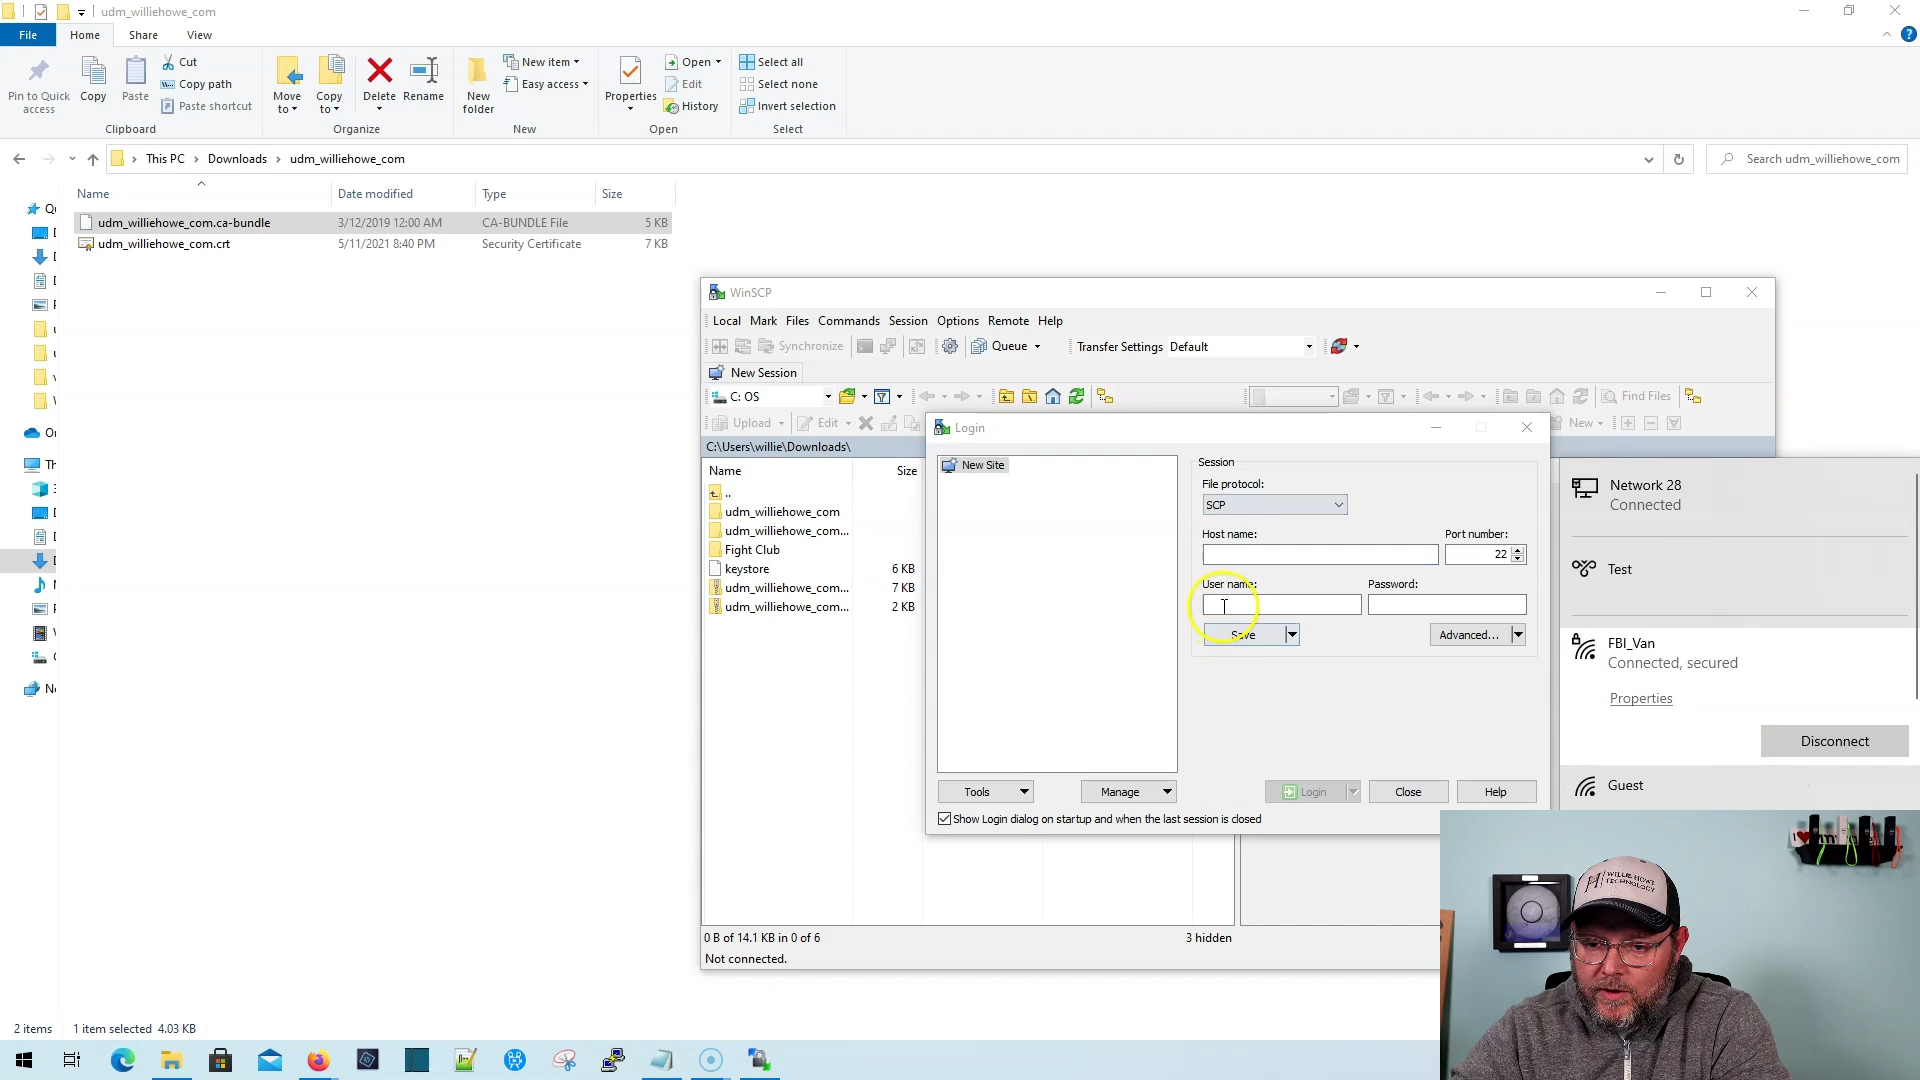 udm_williehowe_com
File Home Share View
Pin to Quick access
Copy
Paste
Cut
Copy path
Paste shortcut
Clipboard
Move to
Copy to
Delete
Rename
Organize
New folder
New item
Easy access
New
Properties
Open
Edit
History
Open
Select all
Select none
Invert selection
Select
This PC Downloads udm_williehowe_com
Search udm_williehowe_com
Name Date modified Type Size
udm_williehowe_com.ca-bundle 3/12/2019 12:00 AM CA-BUNDLE File 5 KB
udm_williehowe_com.crt 5/11/2021 8:40 PM Security Certificate 7 KB
WinSCP
Local Mark Files Commands Session Options Remote Help
Synchronize Queue Transfer Settings Default
New Session
C: OS Find Files
Upload Edit New
C:\Users\willie\Downloads\
Name Size
..
udm_williehowe_com
udm_williehowe_com...
Fight Club
keystore 6 KB
udm_williehowe_com... 7 KB
udm_williehowe_com... 2 KB
0 B of 14.1 KB in 0 of 6 3 hidden
Not connected.
Login
New Site
Session
File protocol:
SCP
Host name: Port number:
22
User name: Password:
Save Advanced...
Tools Manage Login Close Help
Show Login dialog on startup and when the last session is closed
Network 28
Connected
Test
FBI_Van
Connected, secured
Properties
Disconnect
Guest
WILLIE HOWE
TECHNOLOGY
2 items 1 item selected 4.03 KB